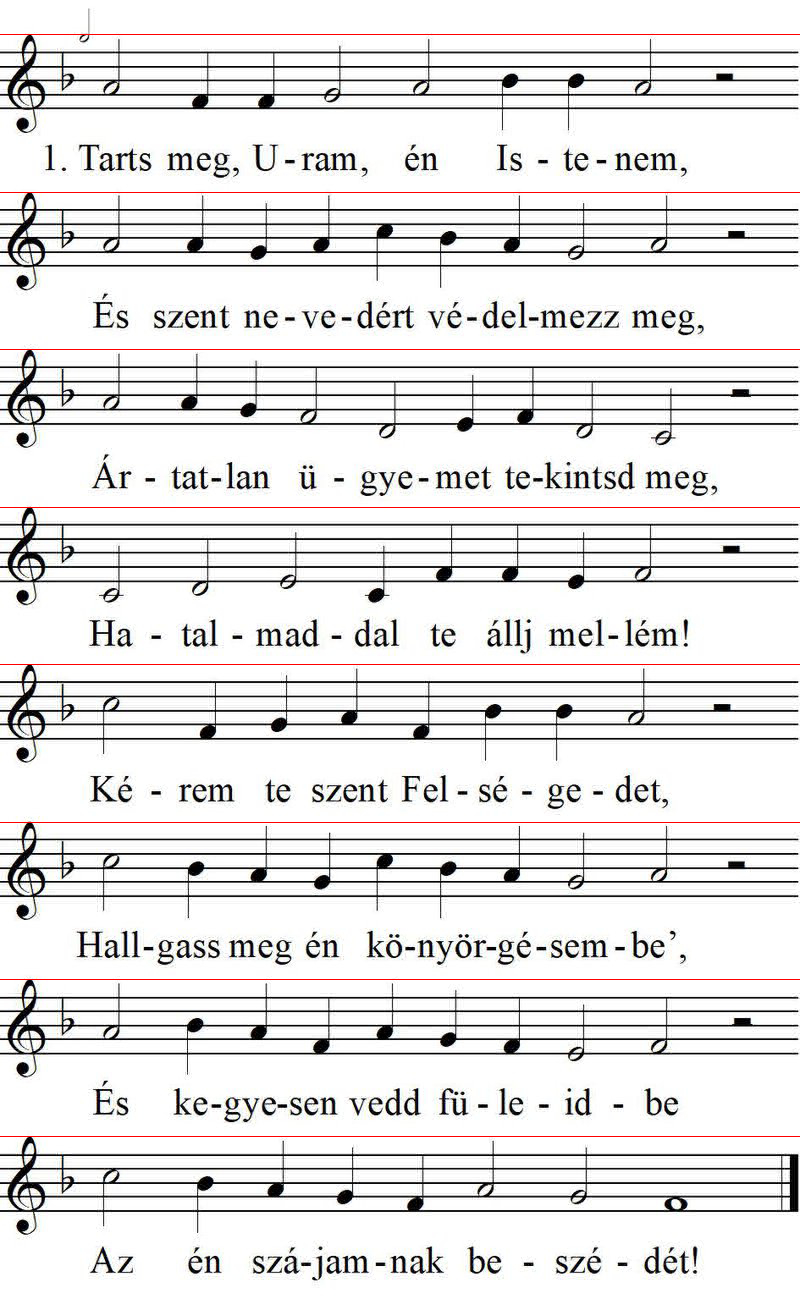 1. Tarts meg, U - ram, én Is - te - nem,
És szent ne - ve - dért vé - del - mezz meg,
Ár - tat - lan ü - gye - met te - kintsd meg,
Ha - tal - mad - dal te állj mel - lém!
Ké - rem te szent Fel - sé - ge - det,
Hall - gass meg én kö - nyör - gé - sem - be’,
És ke - gye - sen vedd fü - le - id - be
Az én szá - jam - nak be - szé - dét!